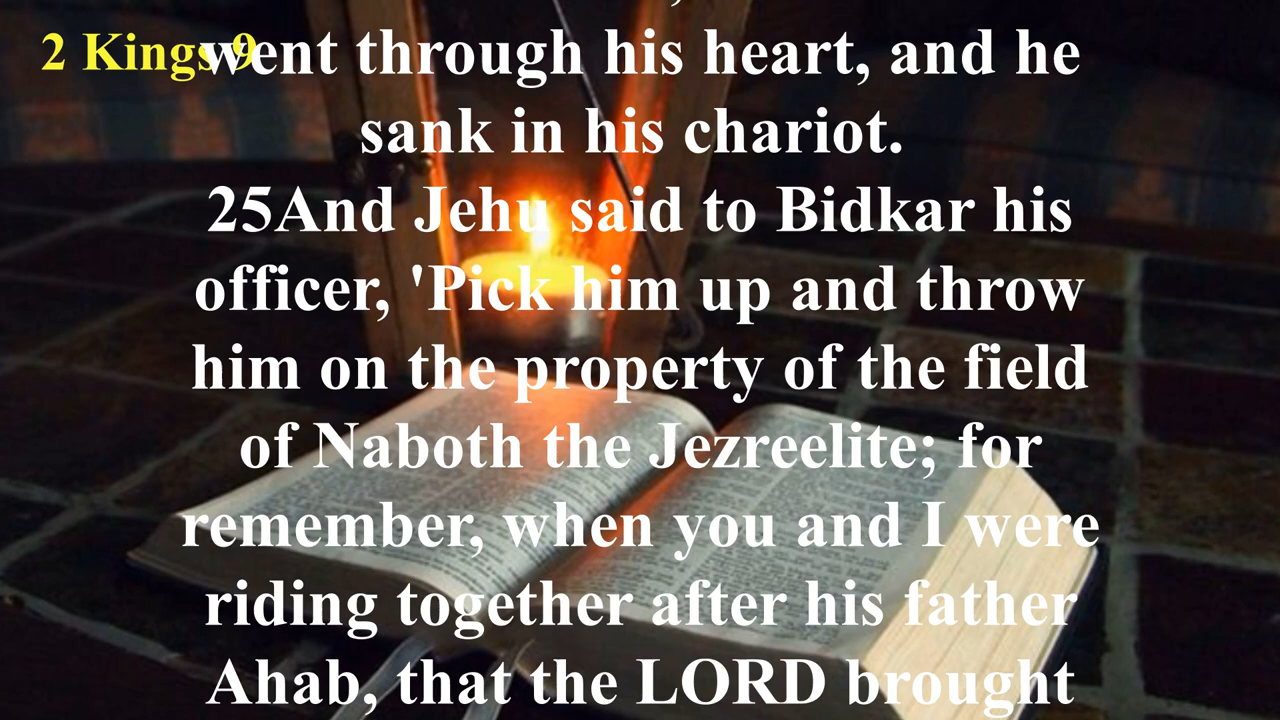 2 Kings 9
went through his heart, and he
sank in his chariot.
25And Jehu said to Bidkar his
officer, 'Pick him up and throw
him on the property of the field
of Naboth the Jezreelite; for
remember, when you and I were
riding together after his father
Ahab, that the LORD brought